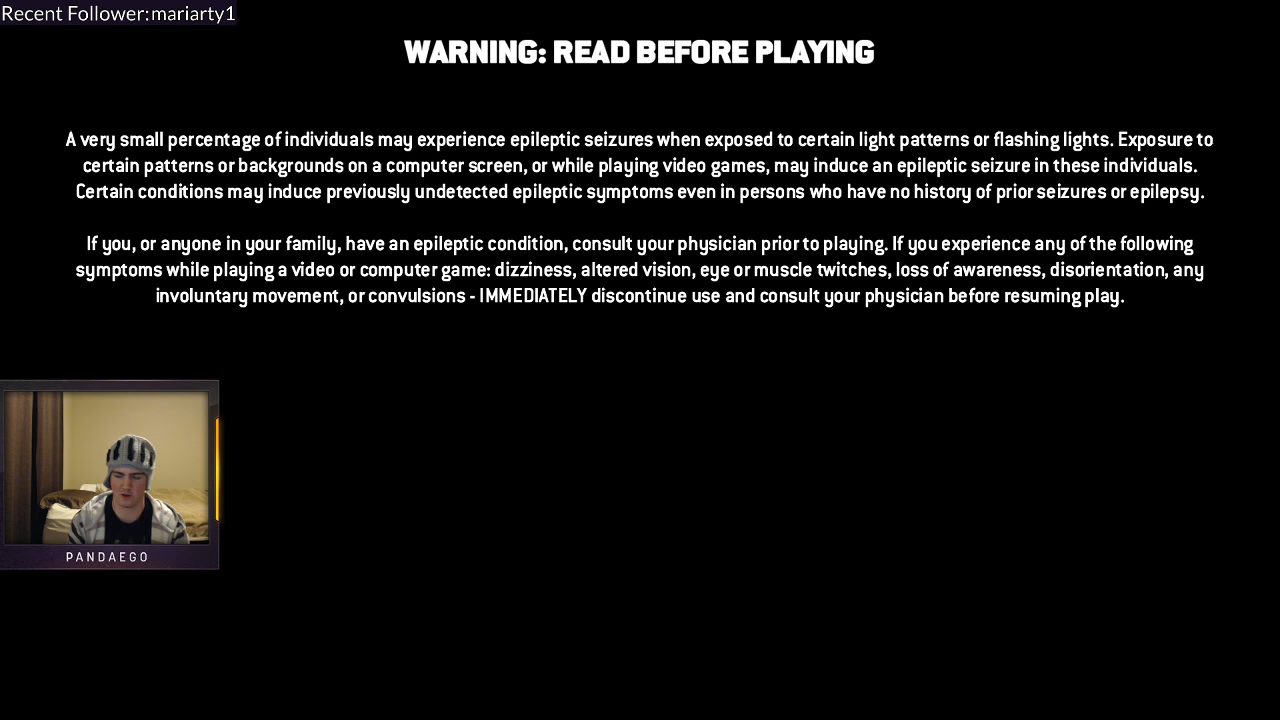 Recent Follower:mariarty1
WARNING: READ BEFORE PLAYING
A very small percentage of individuals may experience epileptic seizures when exposed to certain light patterns or flashing lights. Exposure to
certain patterns or backgrounds on a computer screen, or while playing video games, may induce an epileptic seizure in these individuals.
Certain conditions may induce previously undetected epileptic symptoms even in persons who have no history of prior seizures or epilepsy.
If you, or anyone in your family, have an epileptic condition, consult your physician prior to playing. If you experience any of the following
symptoms while playing a video or computer game: dizziness, altered vision, eye or muscle twitches, loss of awareness, disorientation, any
involuntary movement, or convulsions - IMMEDIATELY discontinue use and consult your physician before resuming play.
PANDAEGO